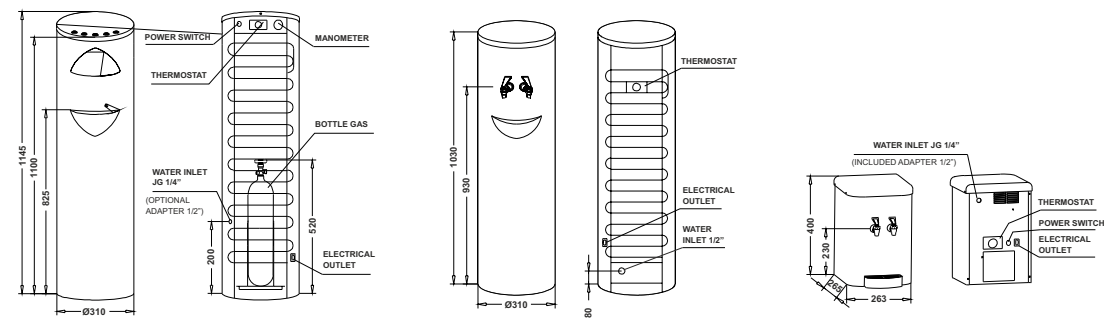 1145
1100
825
Ø310
POWER SWITCH
THERMOSTAT
MANOMETER
BOTTLE GAS
WATER INLET
JG 1/4”
(OPTIONAL
ADAPTER 1/2”)
200
520
ELECTRICAL
OUTLET
1030
930
Ø310
THERMOSTAT
ELECTRICAL
OUTLET
WATER
INLET 1/2”
80
WATER INLET JG 1/4”
(INCLUDED ADAPTER 1/2”)
400
230
265
263
THERMOSTAT
POWER SWITCH
ELECTRICAL
OUTLET